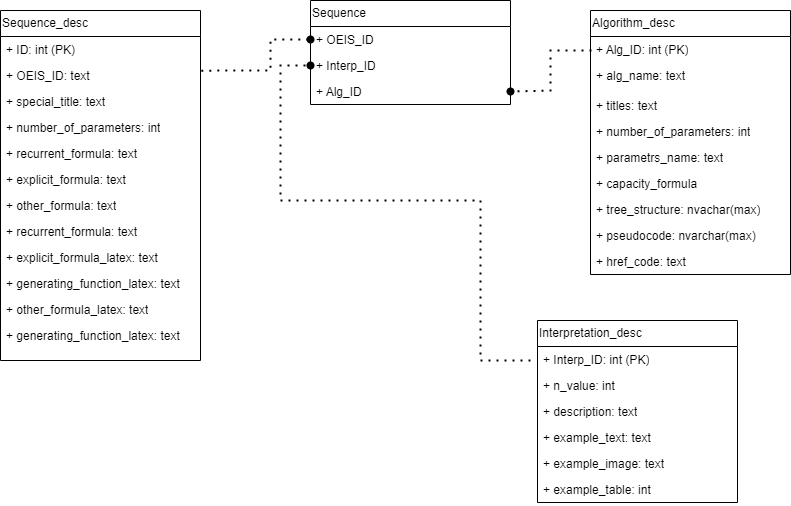 Sequence_desc
+ ID: int (PK)
+ OEIS_ID: text
+ special_title: text
+ number_of_parameters: int
+ recurrent_formula: text
+ explicit_formula: text
+ other_formula: text
+ recurrent_formula: text
+ explicit_formula_latex: text
+ generating_function_latex: text
+ other_formula_latex: text
+ generating_function_latex: text
Sequence
+ OEIS_ID
+ Interp_ID
+ Alg_ID
Algorithm_desc
+ Alg_ID: int (PK)
+ alg_name: text
+ titles: text
+ number_of_parameters: int
+ parametrs_name: text
+ capacity_formula
+ tree_structure: nvachar(max)
+ pseudocode: nvarchar(max)
+ href_code: text
Interpretation_desc
+ Interp_ID: int (PK)
+ n_value: int
+ description: text
+ example_text: text
+ example_image: text
+ example_table: int